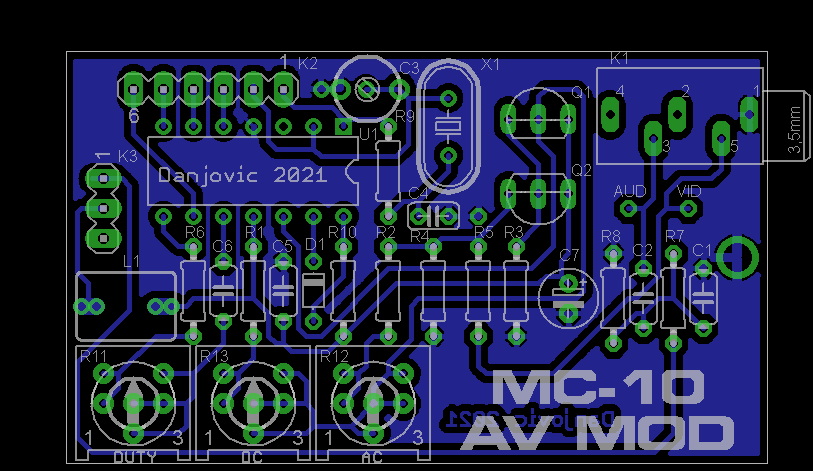 1 K2 C3 X1 K1
Q1 4 2 1
6 R9 3,5mm
U1 3 5
1 K3
Danjovic 2021 Q2
C4 AUD VID
R6 C6 R1 C5 D1 R10 R2 R4 R5 R3 R8 C2 R7 C1
L1 C7 +
R11 R13 R12
MC-10
Danjovic 2021
AV MOD
1 3 1 3 1 3
DUTY DC AC